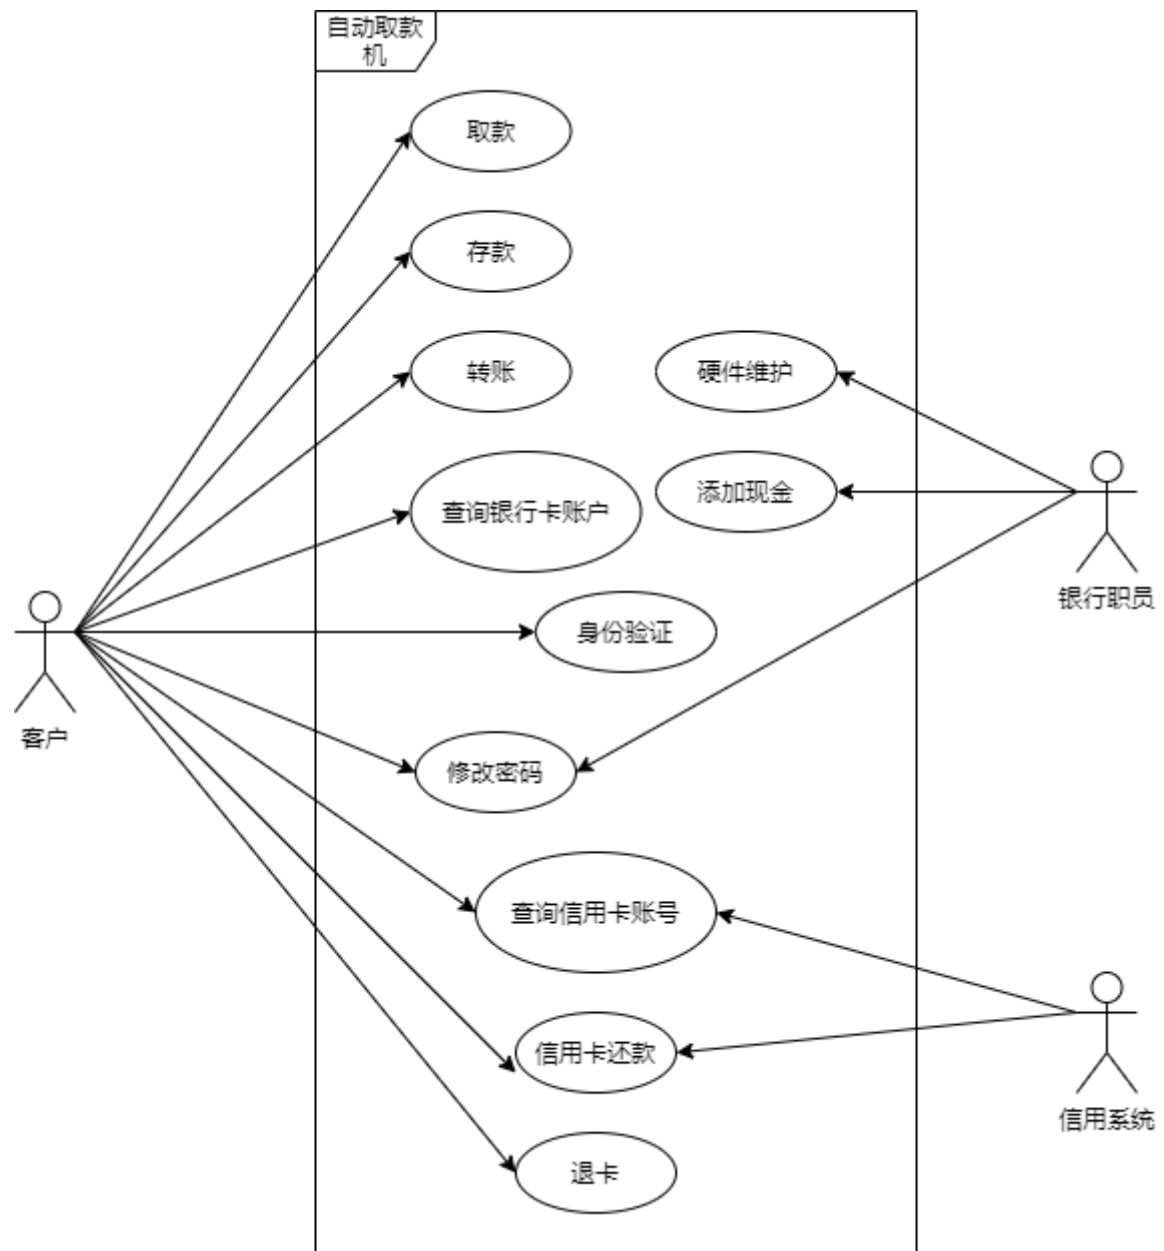 自动取款
机
取款
存款
转账
硬件维护
查询银行卡账户
添加现金
银行职员
身份验证
客户
修改密码
查询信用卡账号
信用卡还款
信用系统
退卡